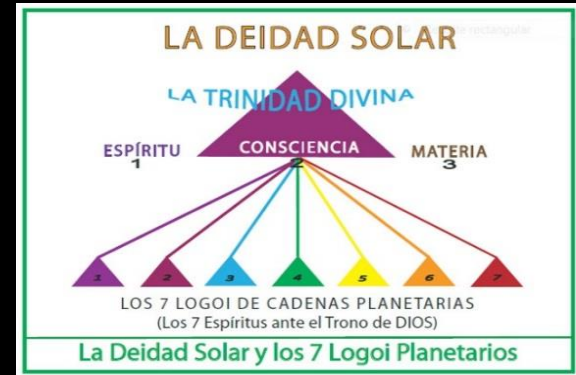 LA DEIDAD SOLAR
LA TRINIDAD DIVINA
ESPÍRITU
1
CONSCIENCIA
2
MATERIA
3
1 2 3 4 5 6 7
LOS 7 LOGOI DE CADENAS PLANETARIAS
(Los 7 Espíritus ante el Trono de DIOS)
La Deidad Solar y los 7 Logoi Planetarios